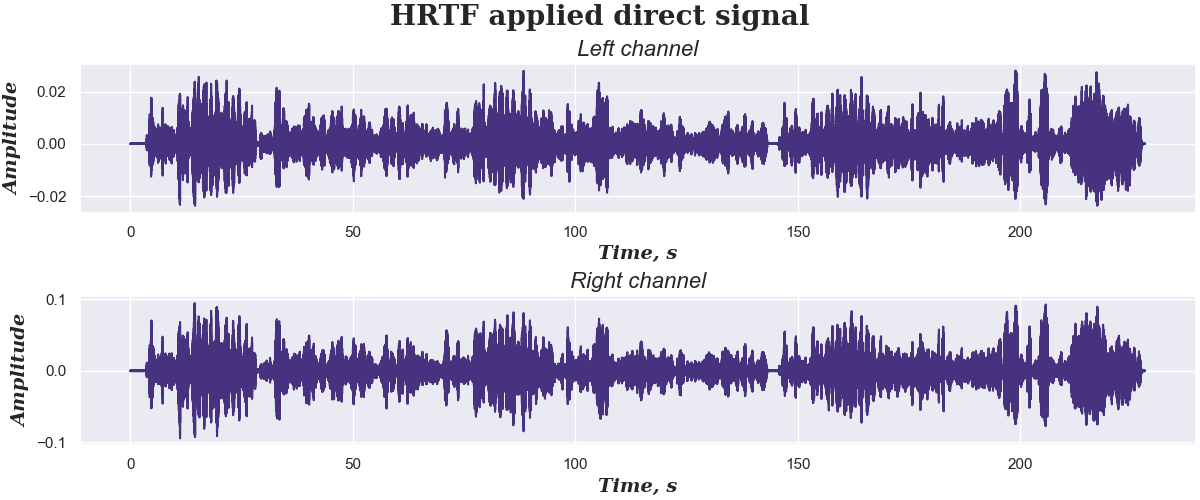 HRTF applied direct signal
Left channel
Amplitude
0.02
0.00
−0.02
0 50 100 150 200
Time, s
Right channel
Amplitude
0.1
0.0
−0.1
0 50 100 150 200
Time, s